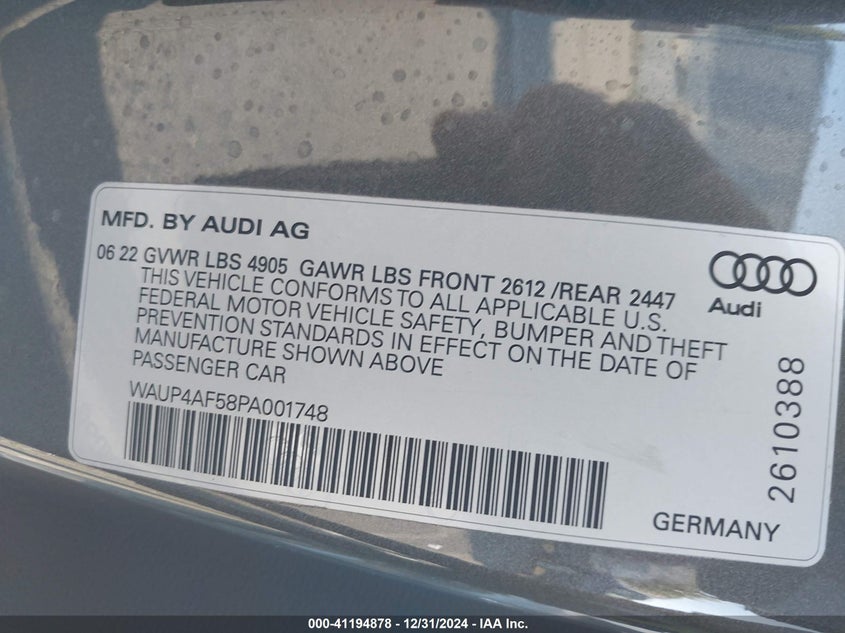 MFD. BY AUDI AG
06 22 GVWR LBS 4905 GAWR LBS FRONT 2612 /REAR 2447
THIS VEHICLE CONFORMS TO ALL APPLICABLE U.S.
FEDERAL MOTOR VEHICLE SAFETY, BUMPER AND THEFT
PREVENTION STANDARDS IN EFFECT ON THE DATE OF
MANUFACTURE SHOWN ABOVE
PASSENGER CAR
WAUP4AF58PA001748
Audi
2610388
GERMANY
000-41194878 - 12/31/2024 - IAA Inc.